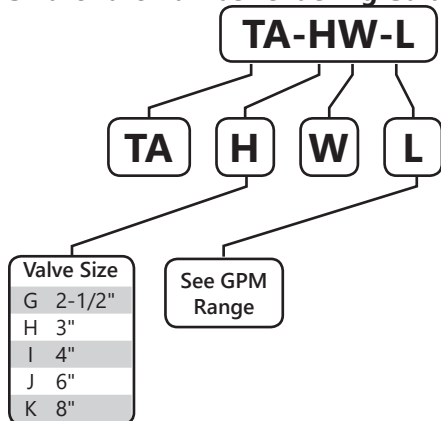 TA-HW-L
TA H W L
Valve Size
G 2-1/2"
H 3"
I 4"
J 6"
K 8"
See GPM
Range